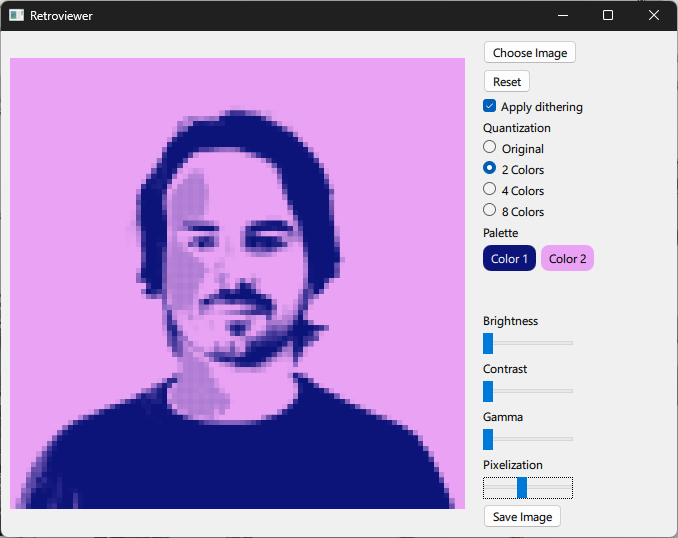 Retroviewer
Choose Image
Reset
Apply dithering
Quantization
Original
2 Colors
4 Colors
8 Colors
Palette
Color 1 Color 2
Brightness
Contrast
Gamma
Pixelization
Save Image